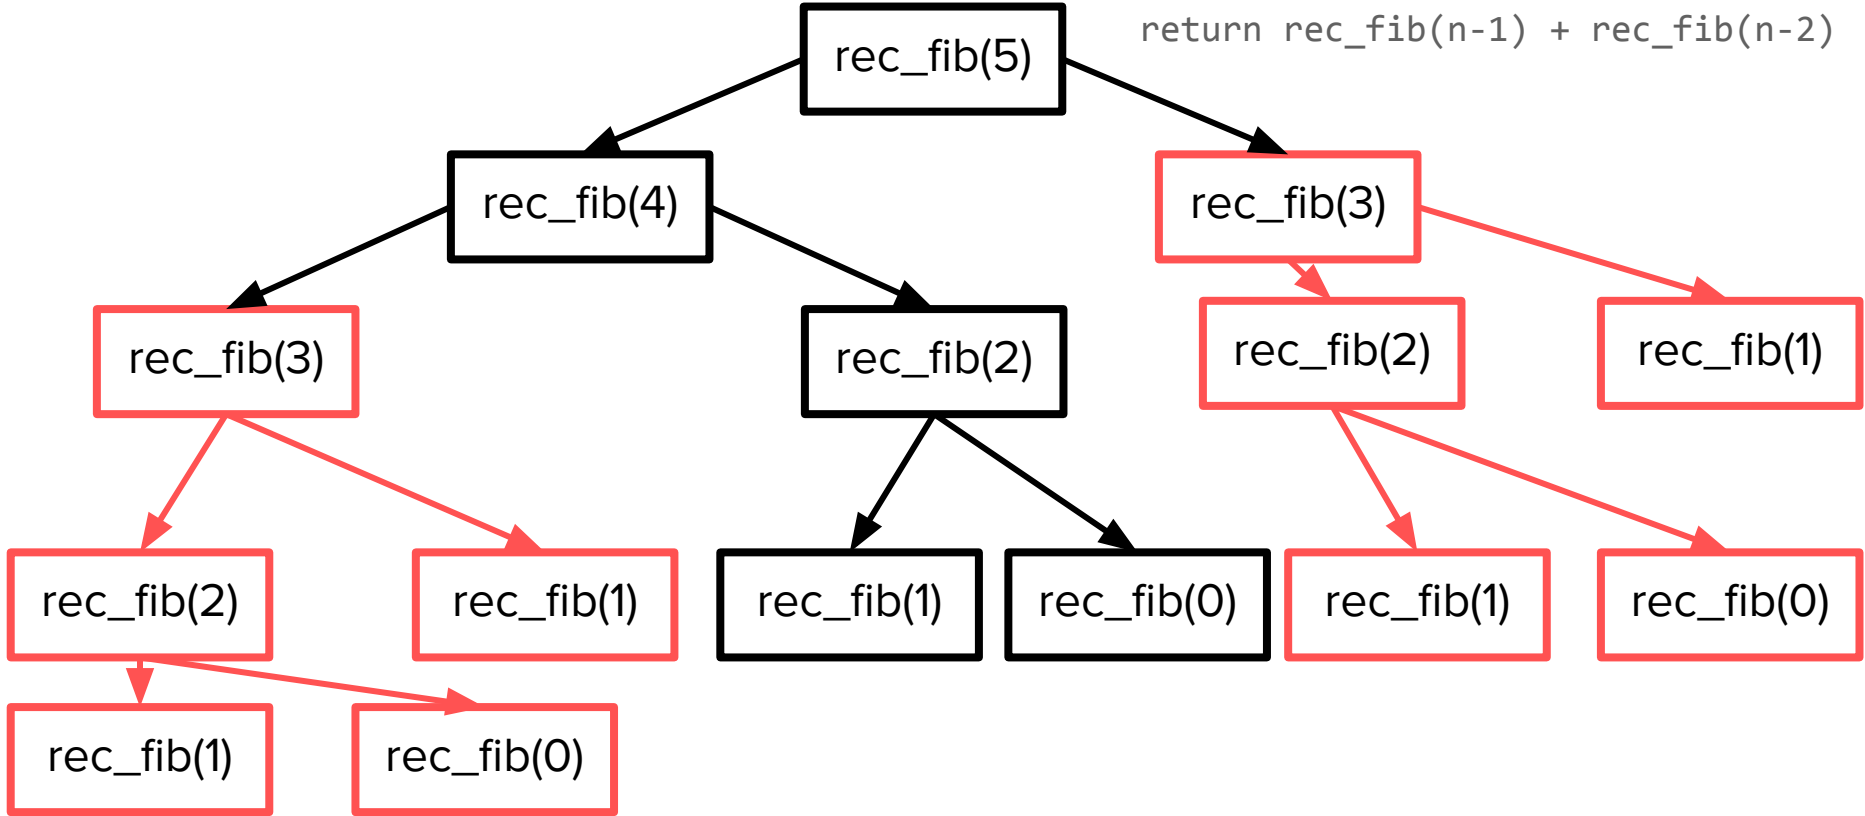 return rec_fib(n-1) + rec_fib(n-2)
rec_fib(5)
rec_fib(4)
rec_fib(3)
rec_fib(3)
rec_fib(2)
rec_fib(2)
rec_fib(1)
rec_fib(2)
rec_fib(1)
rec_fib(1)
rec_fib(0)
rec_fib(1)
rec_fib(0)
rec_fib(1)
rec_fib(0)